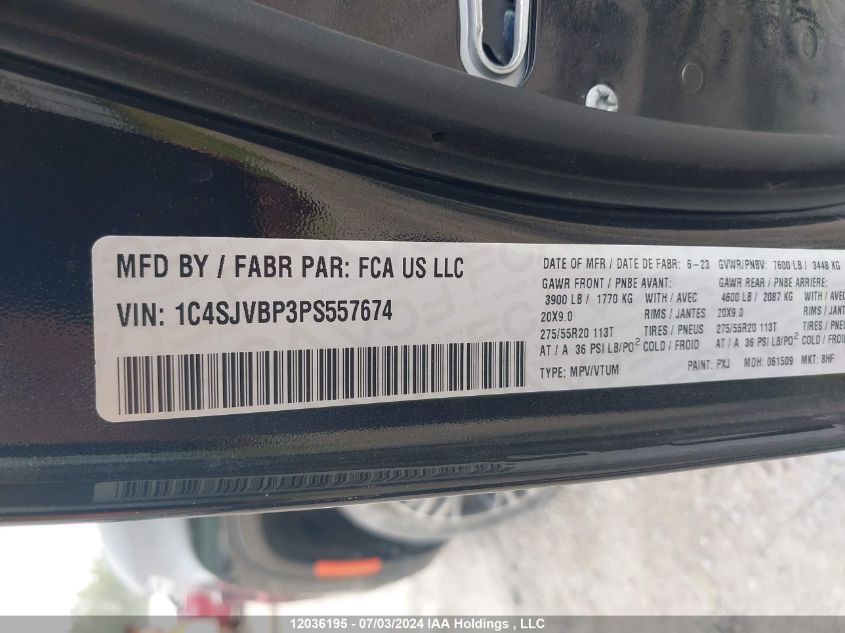 MFD BY / FABR PAR: FCA US LLC
VIN: 1C4SJVBP3PS557674
DATE OF MFR / DATE DE FABR: 6-23 GVWR/PNBV: 7600 LB / 3448 KG
GAWR FRONT / PNBE AVANT: GAWR REAR / PNBE ARRIERE:
3900 LB / 1770 KG WITH / AVEC 4600 LB / 2087 KG
20X9.0 RIMS / JANTES 20X9.0
275/55R20 113T TIRES / PNEUS 275/55R20 113T
AT / A 36 PSI LB/PO² COLD / FROID AT / A 36 PSI LB/PO² COLD / FROID
TYPE: MPV/VTUM PAINT: PXJ MDH: 061509 MKT: 8HF
12036195 - 07/03/2024 IAA Holdings , LLC